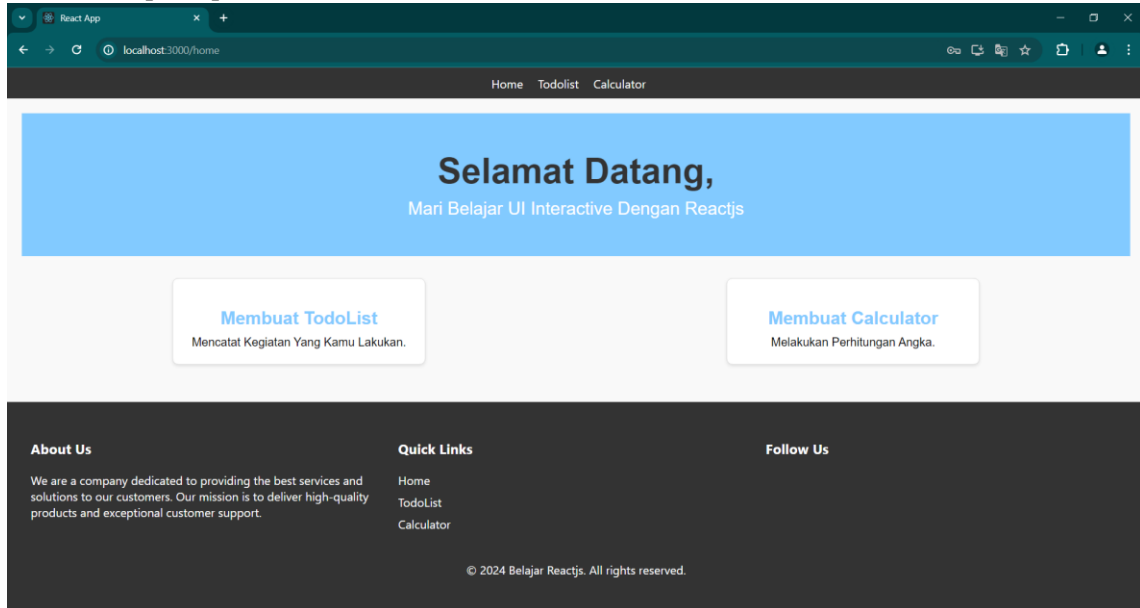 React App
localhost:3000/home
Home Todolist Calculator
Selamat Datang,
Mari Belajar UI Interactive Dengan Reactjs
Membuat TodoList
Mencatat Kegiatan Yang Kamu Lakukan.
Membuat Calculator
Melakukan Perhitungan Angka.
About Us
We are a company dedicated to providing the best services and
solutions to our customers. Our mission is to deliver high-quality
products and exceptional customer support.
Quick Links
Home
TodoList
Calculator
Follow Us
© 2024 Belajar Reactjs. All rights reserved.